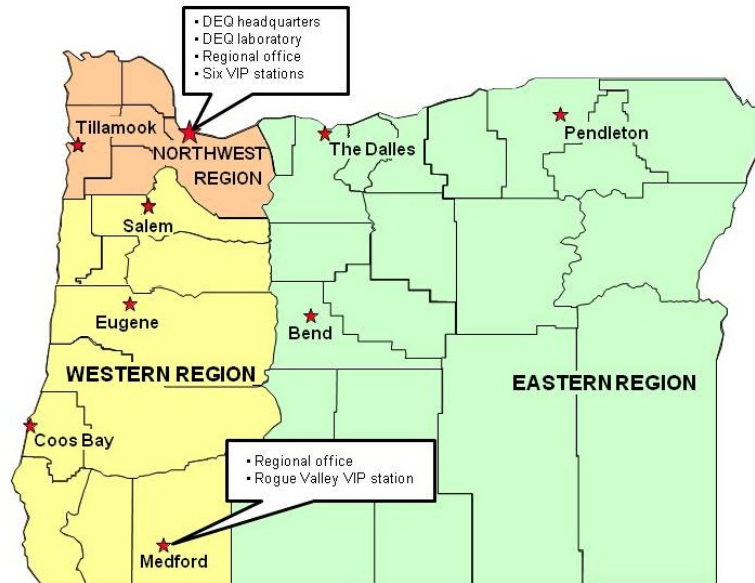 ▪ DEQ headquarters
▪ DEQ laboratory
▪ Regional office
▪ Six VIP stations
Tillamook
NORTHWEST
REGION
The Dalles
Pendleton
Salem
Eugene
Bend
WESTERN REGION
EASTERN REGION
Coos Bay
▪ Regional office
▪ Rogue Valley VIP station
Medford